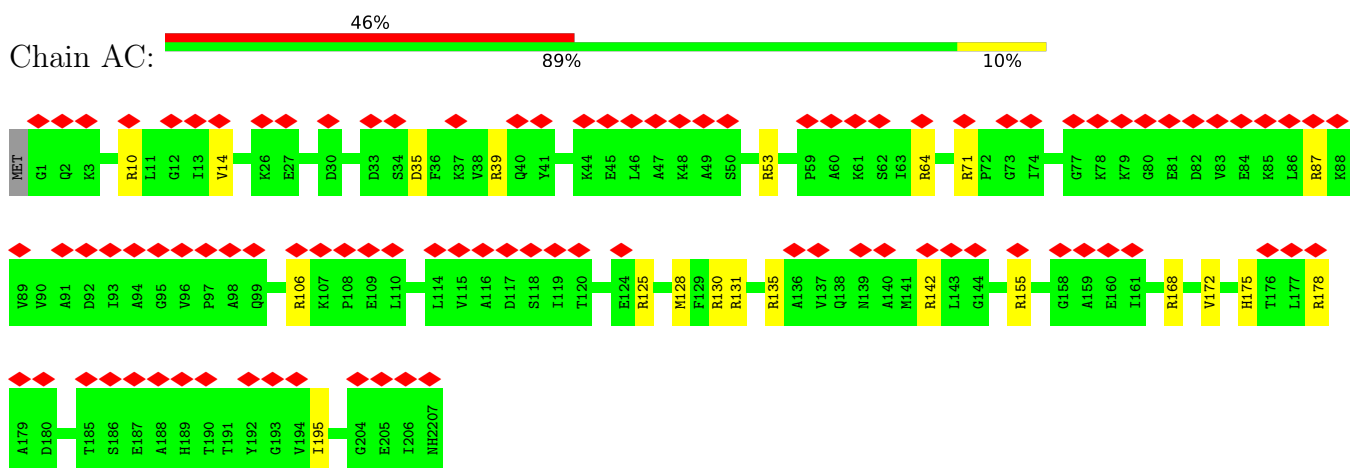 46%
Chain AC:
89% 10%
MET G1 Q2 K3 R10 L11 G12 I13 V14 K26 E27 D30 D33 S34 D35 F36 K37 V38 R39 Q40 Y41 K44 E45 L46 A47 K48 A49 S50 R53 P59 A60 K61 S62 I63 R64 R71 P72 G73 I74 G77 K78 K79 G80 E81 D82 V83 E84 K85 L86 R87 K88
V89 V90 A91 D92 I93 A94 G95 Y96 P97 A98 Q99 R106 K107 P108 E109 L110 L114 V115 A116 D117 S118 I119 T120 E124 R125 M128 F129 R130 R131 R135 A136 V137 Q138 N139 A140 M141 R142 L143 G144 R155 G158 A159 E160 I161 R168 V172 H175 T176 L177 R178
A179 D180 T185 S186 E187 A188 H189 T190 T191 Y192 G193 V194 I195 G204 E205 I206 NH2207